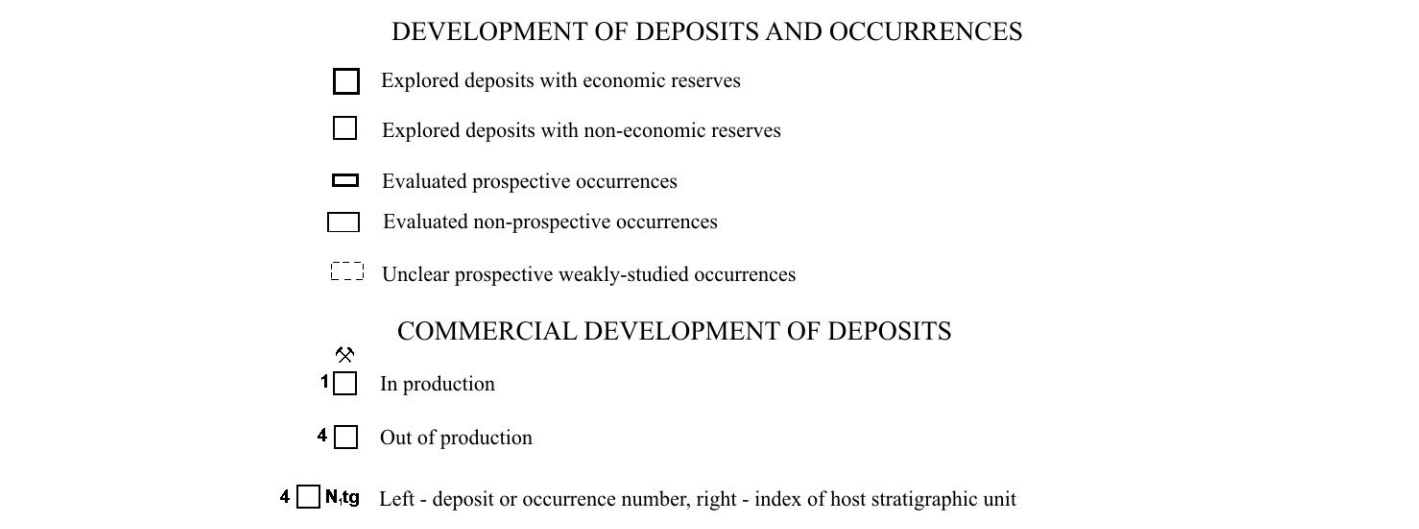 DEVELOPMENT OF DEPOSITS AND OCCURRENCES
Explored deposits with economic reserves
Explored deposits with non-economic reserves
Evaluated prospective occurrences
Evaluated non-prospective occurrences
Unclear prospective weakly-studied occurrences
COMMERCIAL DEVELOPMENT OF DEPOSITS
1 In production
4 Out of production
4 N₁tg Left - deposit or occurrence number, right - index of host stratigraphic unit